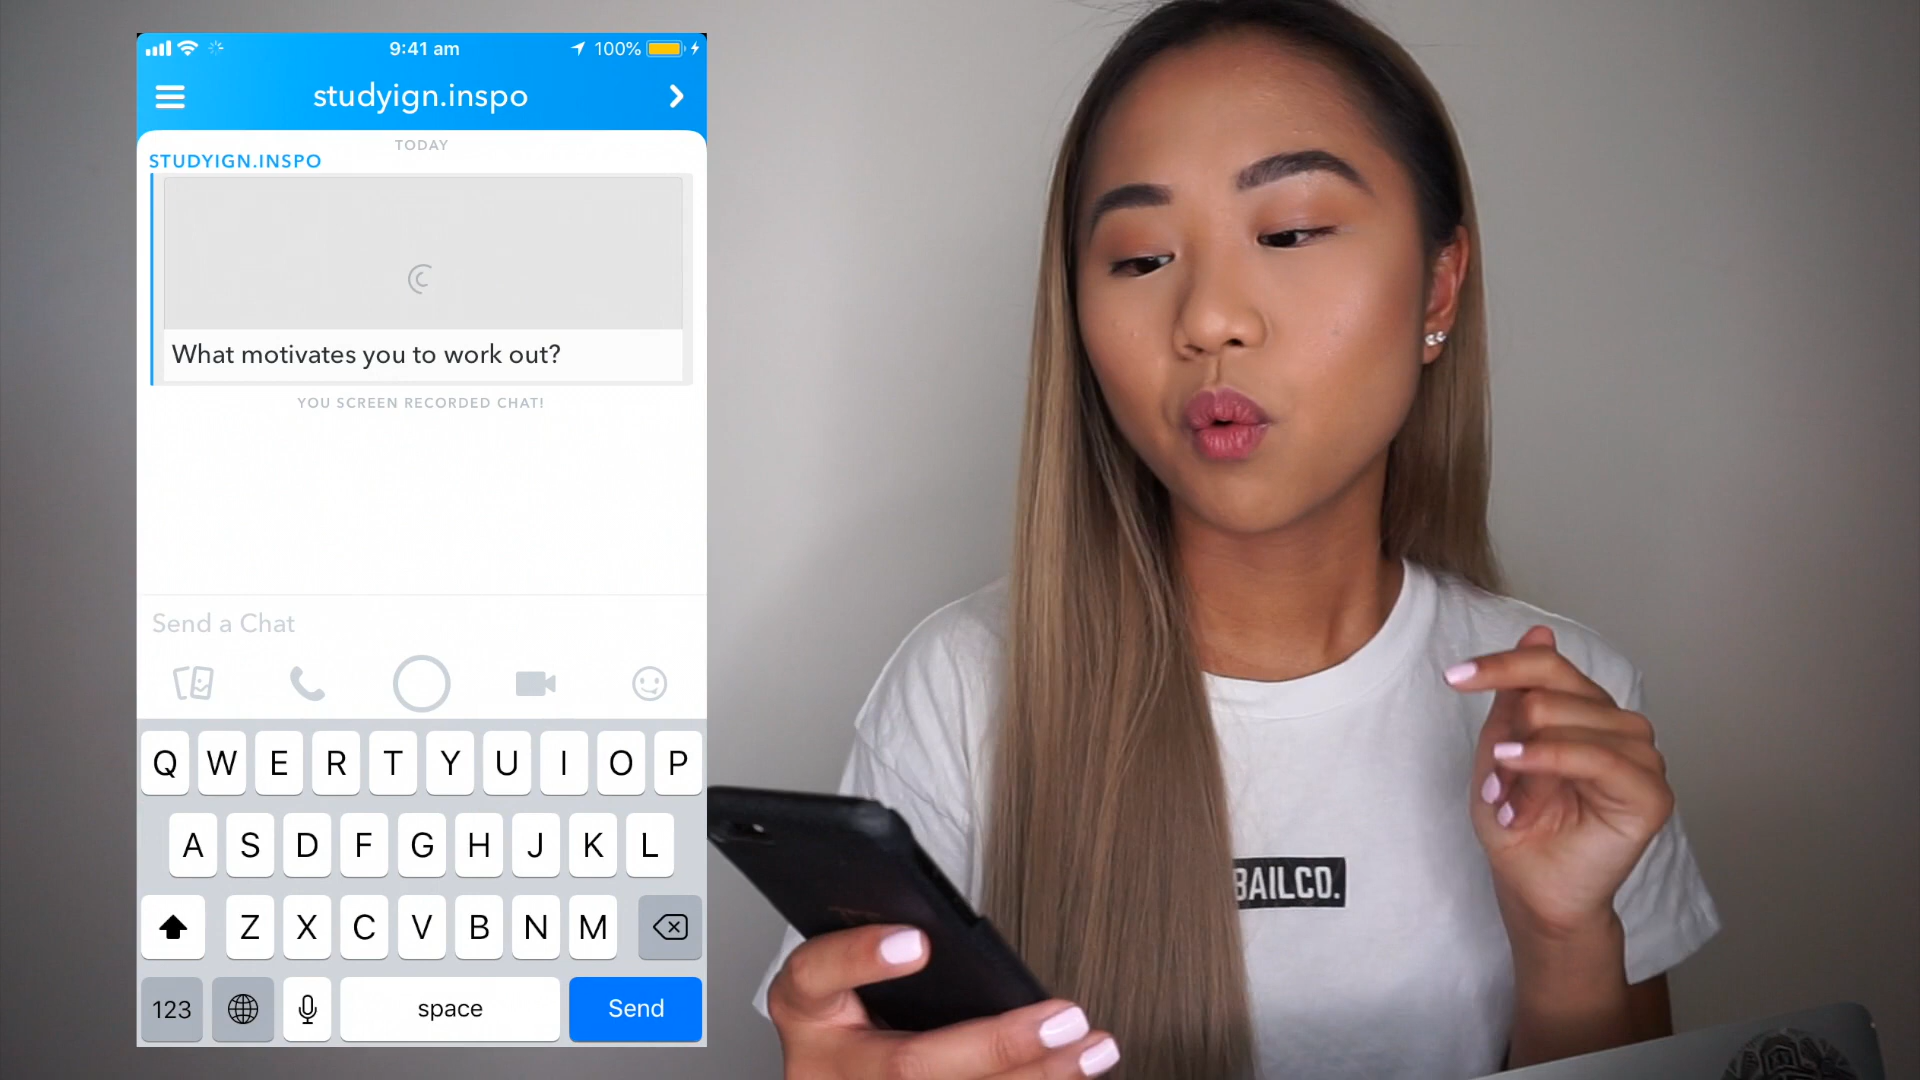 9:41 am
100%
studyign.inspo
TODAY
STUDYIGN.INSPO
What motivates you to work out?
YOU SCREEN RECORDED CHAT!
Send a Chat
Q W E R T Y U I O P
A S D F G H J K L
Z X C V B N M
123
space
Send
BAILCO.